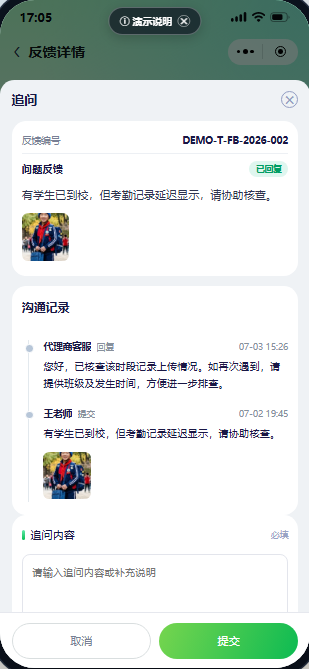 17:05
演示说明
反馈详情
追问
反馈编号 DEMO-T-FB-2026-002
问题反馈 已回复
有学生已到校，但考勤记录延迟显示，请协助核查。
沟通记录
代理商客服 回复 07-03 15:26
您好，已核查该时段记录上传情况。如再次遇到，请
提供班级及发生时间，方便进一步排查。
王老师 提交 07-02 19:45
有学生已到校，但考勤记录延迟显示，请协助核查。
追问内容 必填
请输入追问内容或补充说明
取消 提交